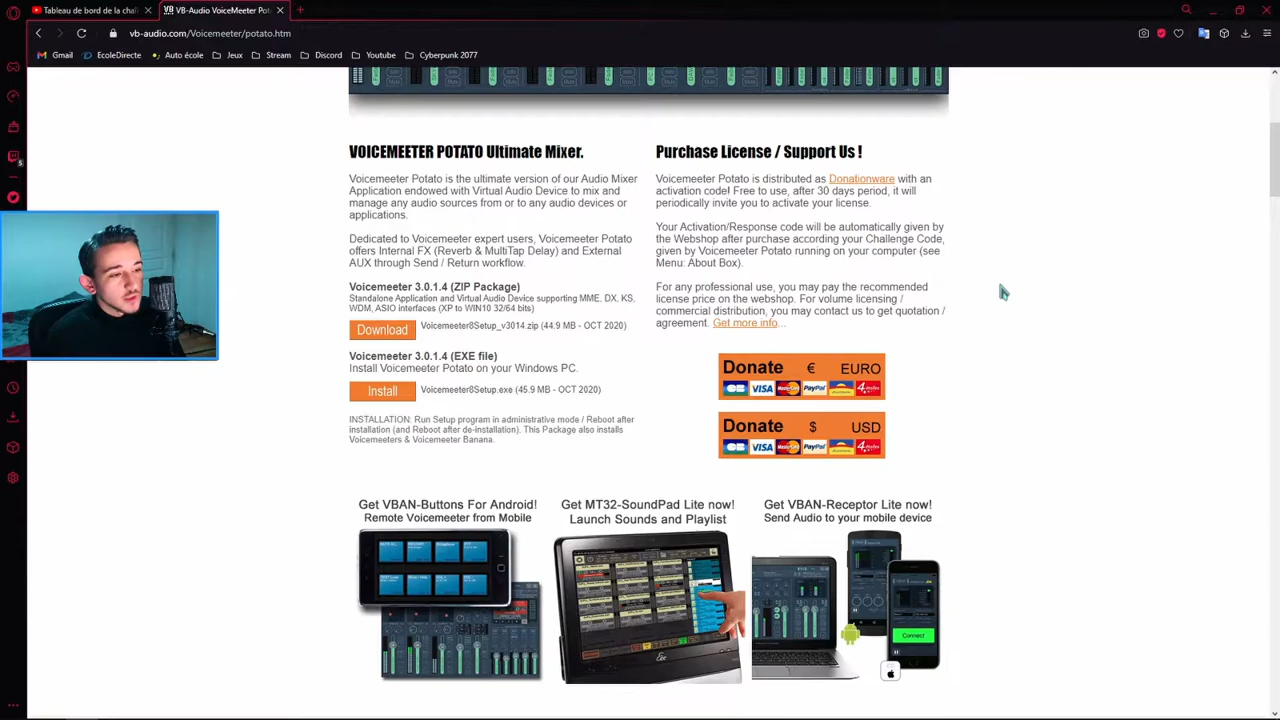 Tableau de bord de la chaî
VB-Audio VoiceMeeter Pot
vb-audio.com/Voicemeeter/potato.htm
Gmail
EcoleDirecte
Auto école
Jeux
Stream
Discord
Youtube
Cyberpunk 2077
VOICEMEETER POTATO Ultimate Mixer.
Voicemeeter Potato is the ultimate version of our Audio Mixer
Application endowed with Virtual Audio Device to mix and
manage any audio sources from or to any audio devices or
applications.
Dedicated to Voicemeeter expert users, Voicemeeter Potato
offers Internal FX (Reverb & MultiTap Delay) and External
AUX through Send / Return workflow.
Voicemeeter 3.0.1.4 (ZIP Package)
Standalone Application and Virtual Audio Device supporting MME, DX, KS,
WDM, ASIO interfaces (XP to WIN10 32/64 bits)
Download
Voicemeeter8Setup_v3014.zip (44.9 MB - OCT 2020)
Voicemeeter 3.0.1.4 (EXE file)
Install Voicemeeter Potato on your Windows PC.
Install
Voicemeeter8Setup.exe (45.9 MB - OCT 2020)
INSTALLATION: Run Setup program in administrative mode / Reboot after
installation (and Reboot after de-installation). This Package also installs
Voicemeeters & Voicemeeter Banana.
Purchase License / Support Us !
Voicemeeter Potato is distributed as Donationware with an
activation code! Free to use, after 30 days period, it will
periodically invite you to activate your license.
Your Activation/Response code will be automatically given by
the Webshop after purchase according your Challenge Code,
given by Voicemeeter Potato running on your computer (see
Menu: About Box).
For any professional use, you may pay the recommended
license price on the webshop. For volume licensing /
commercial distribution, you may contact us to get quotation /
agreement. Get more info...
Donate € EURO
VISA MasterCard PayPal
Donate $ USD
VISA MasterCard PayPal
Get VBAN-Buttons For Android!
Remote Voicemeeter from Mobile
Get MT32-SoundPad Lite now!
Launch Sounds and Playlist
Get VBAN-Receptor Lite now!
Send Audio to your mobile device
Connect